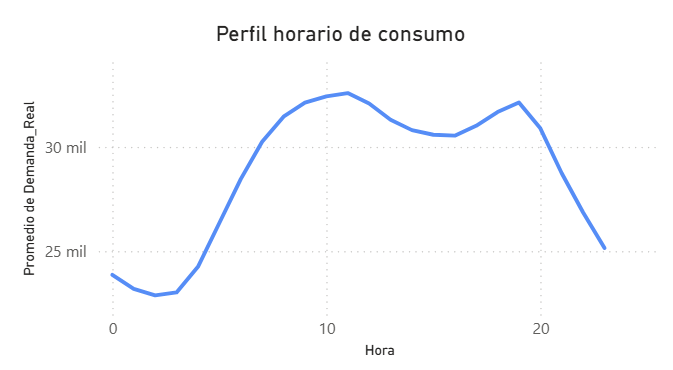 Perfil horario de consumo
Promedio de Demanda_Real
30 mil
25 mil
0 10 20
Hora